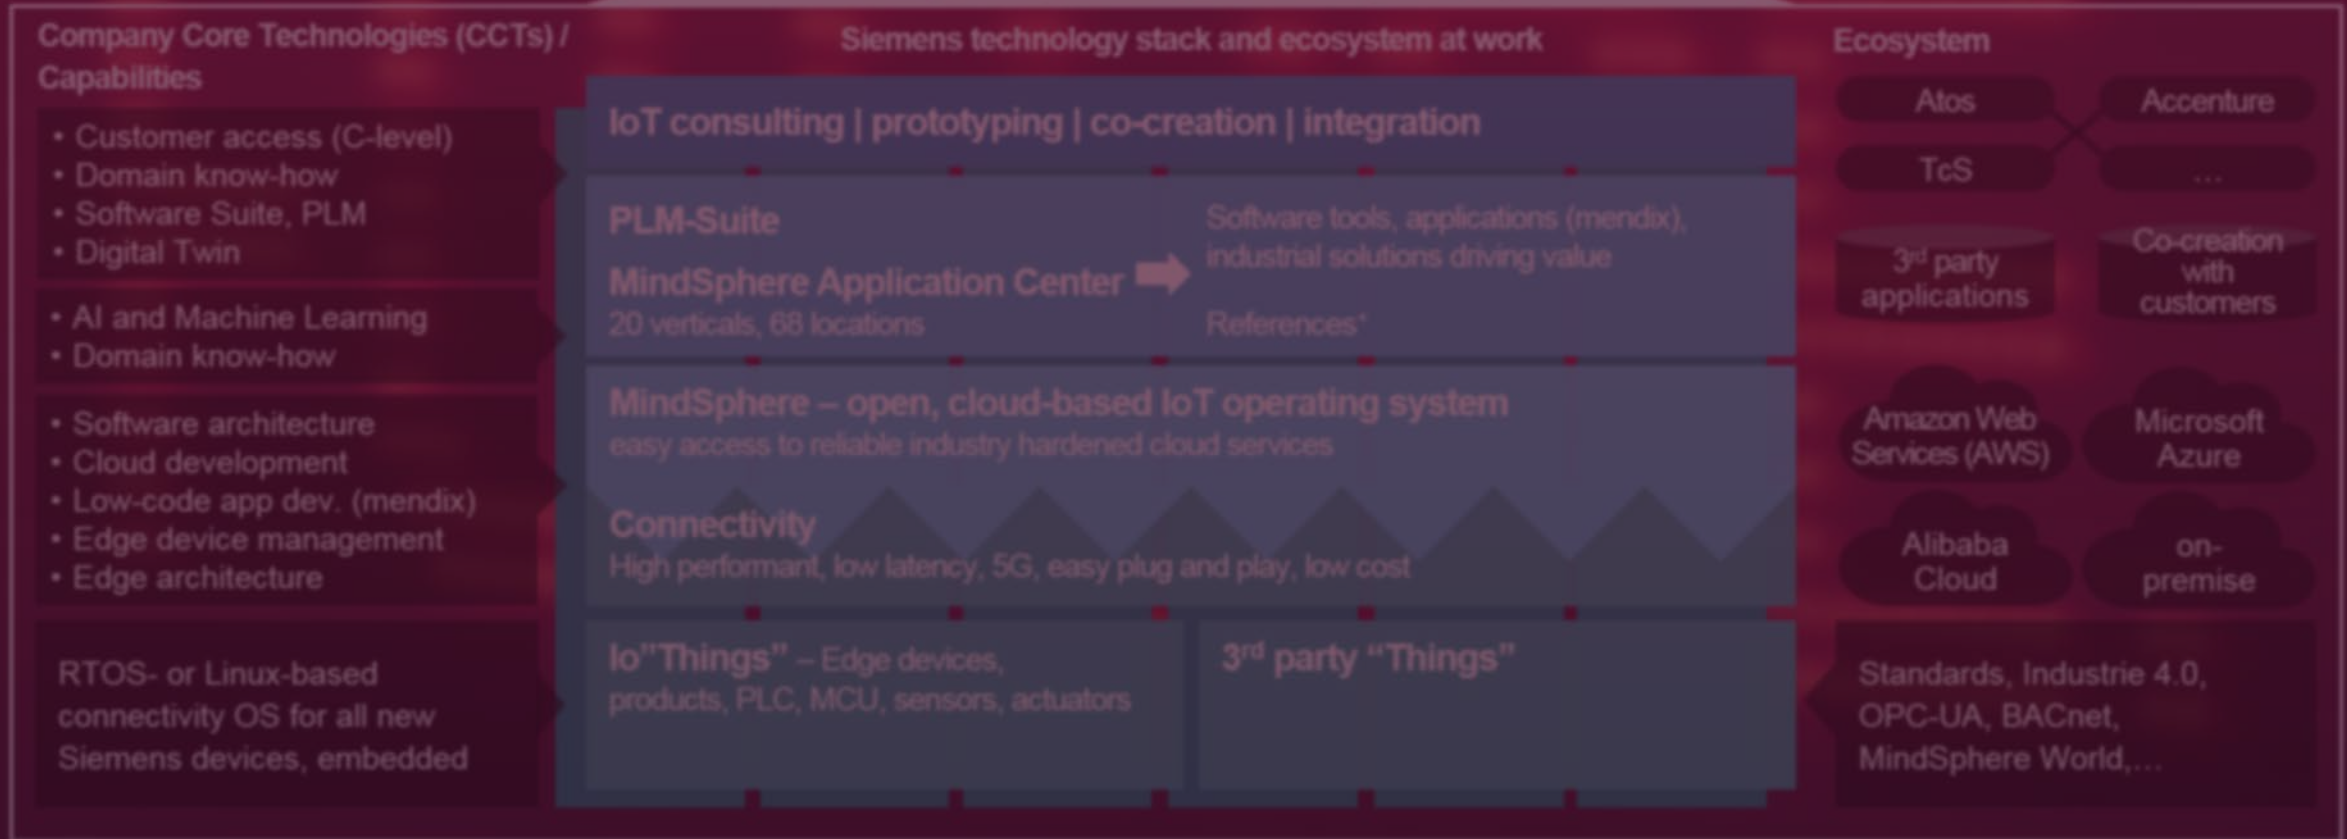 Company Core Technologies (CCTs) /
Capabilities
• Customer access (C-level)
• Domain know-how
• Software Suite, PLM
• Digital Twin
• AI and Machine Learning
• Domain know-how
• Software architecture
• Cloud development
• Low-code app dev. (mendix)
• Edge device management
• Edge architecture
RTOS- or Linux-based
connectivity OS for all new
Siemens devices, embedded
Siemens technology stack and ecosystem at work
IoT consulting | prototyping | co-creation | integration
PLM-Suite
MindSphere Application Center
20 verticals, 68 locations
Software tools, applications (mendix),
industrial solutions driving value
References*
MindSphere – open, cloud-based IoT operating system
easy access to reliable industry hardened cloud services
Connectivity
High performant, low latency, 5G, easy plug and play, low cost
Io”Things” – Edge devices,
products, PLC, MCU, sensors, actuators
3rd party “Things”
Ecosystem
Atos
Accenture
TcS
…
3rd party
applications
Co-creation
with
customers
Amazon Web
Services (AWS)
Microsoft
Azure
Alibaba
Cloud
on-
premise
Standards, Industrie 4.0,
OPC-UA, BACnet,
MindSphere World,…